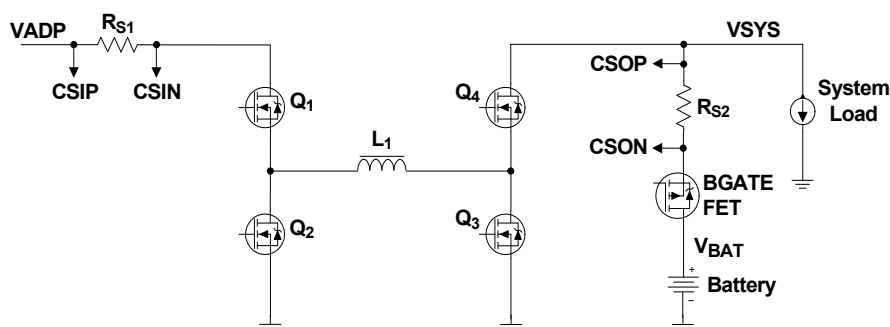 VADP
RS1
CSIP
CSIN
Q1
Q2
L1
Q4
Q3
VSYS
CSOP
RS2
CSON
System
Load
BGATE
FET
VBAT
+
Battery
−